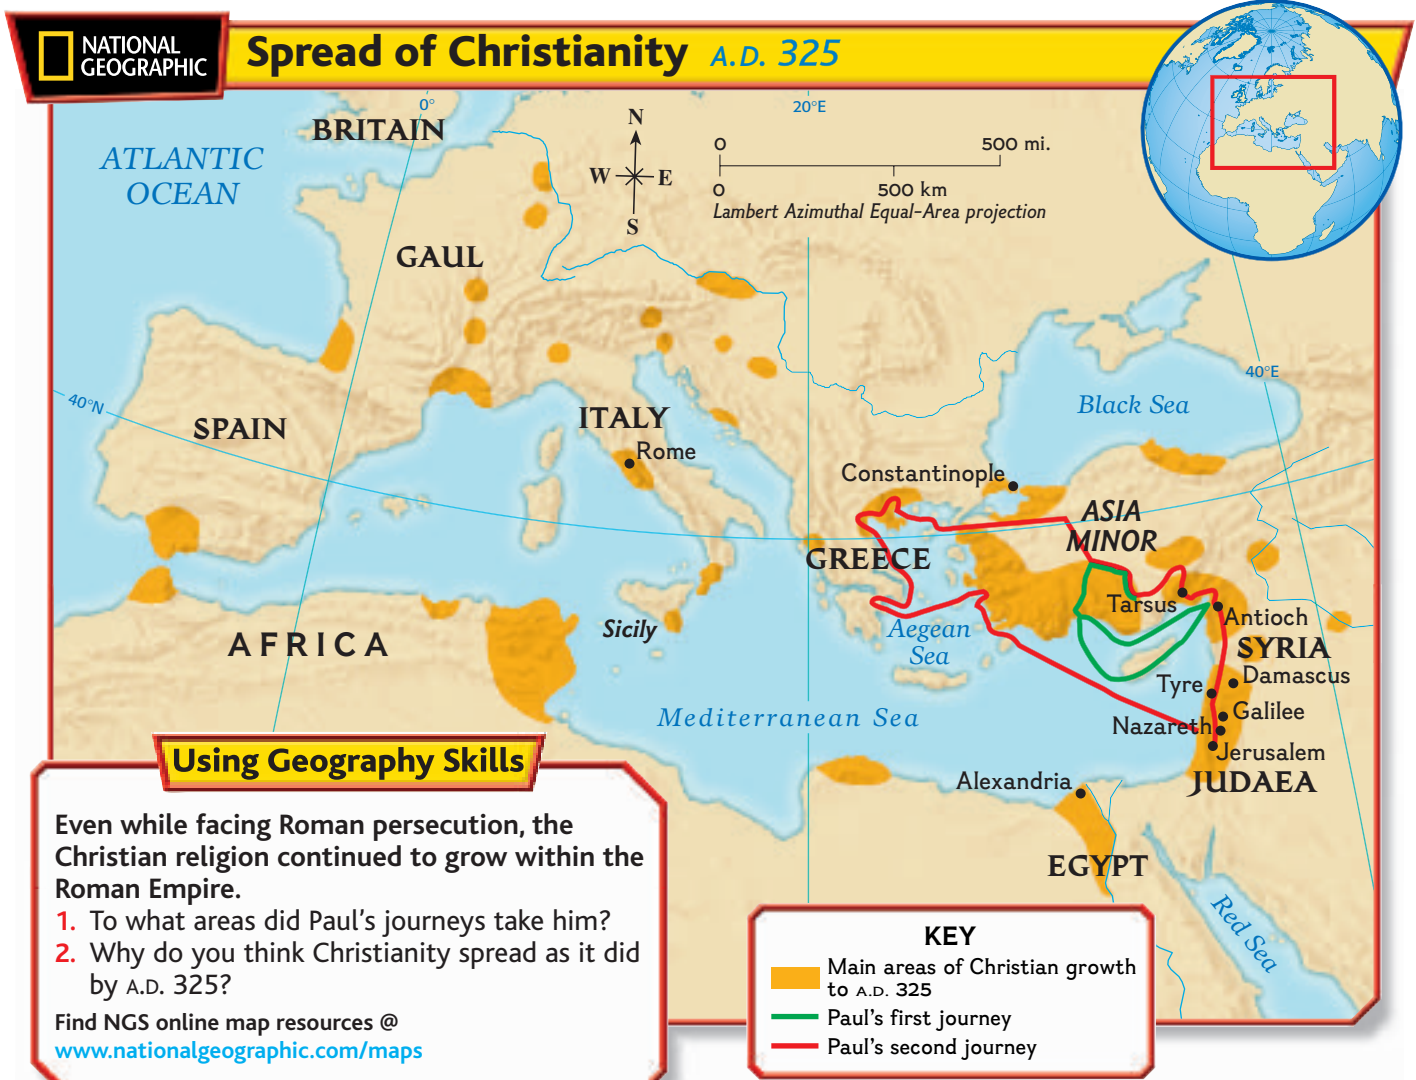 NATIONAL
GEOGRAPHIC
Spread of Christianity A.D. 325
0°
20°E
BRITAIN
ATLANTIC
OCEAN
N
W E
S
0 500 mi.
0 500 km
Lambert Azimuthal Equal-Area projection
GAUL
40°E
40°N
SPAIN
ITALY
Rome
Black Sea
Constantinople
ASIA
MINOR
GREECE
Tarsus
Antioch
Sicily
Aegean
Sea
AFRICA
SYRIA
Damascus
Tyre
Galilee
Mediterranean Sea
Nazareth
Jerusalem
JUDAEA
Alexandria
EGYPT
Red Sea
Using Geography Skills
Even while facing Roman persecution, the
Christian religion continued to grow within the
Roman Empire.
1. To what areas did Paul's journeys take him?
2. Why do you think Christianity spread as it did
by A.D. 325?
Find NGS online map resources @
www.nationalgeographic.com/maps
KEY
Main areas of Christian growth
to A.D. 325
Paul's first journey
Paul's second journey